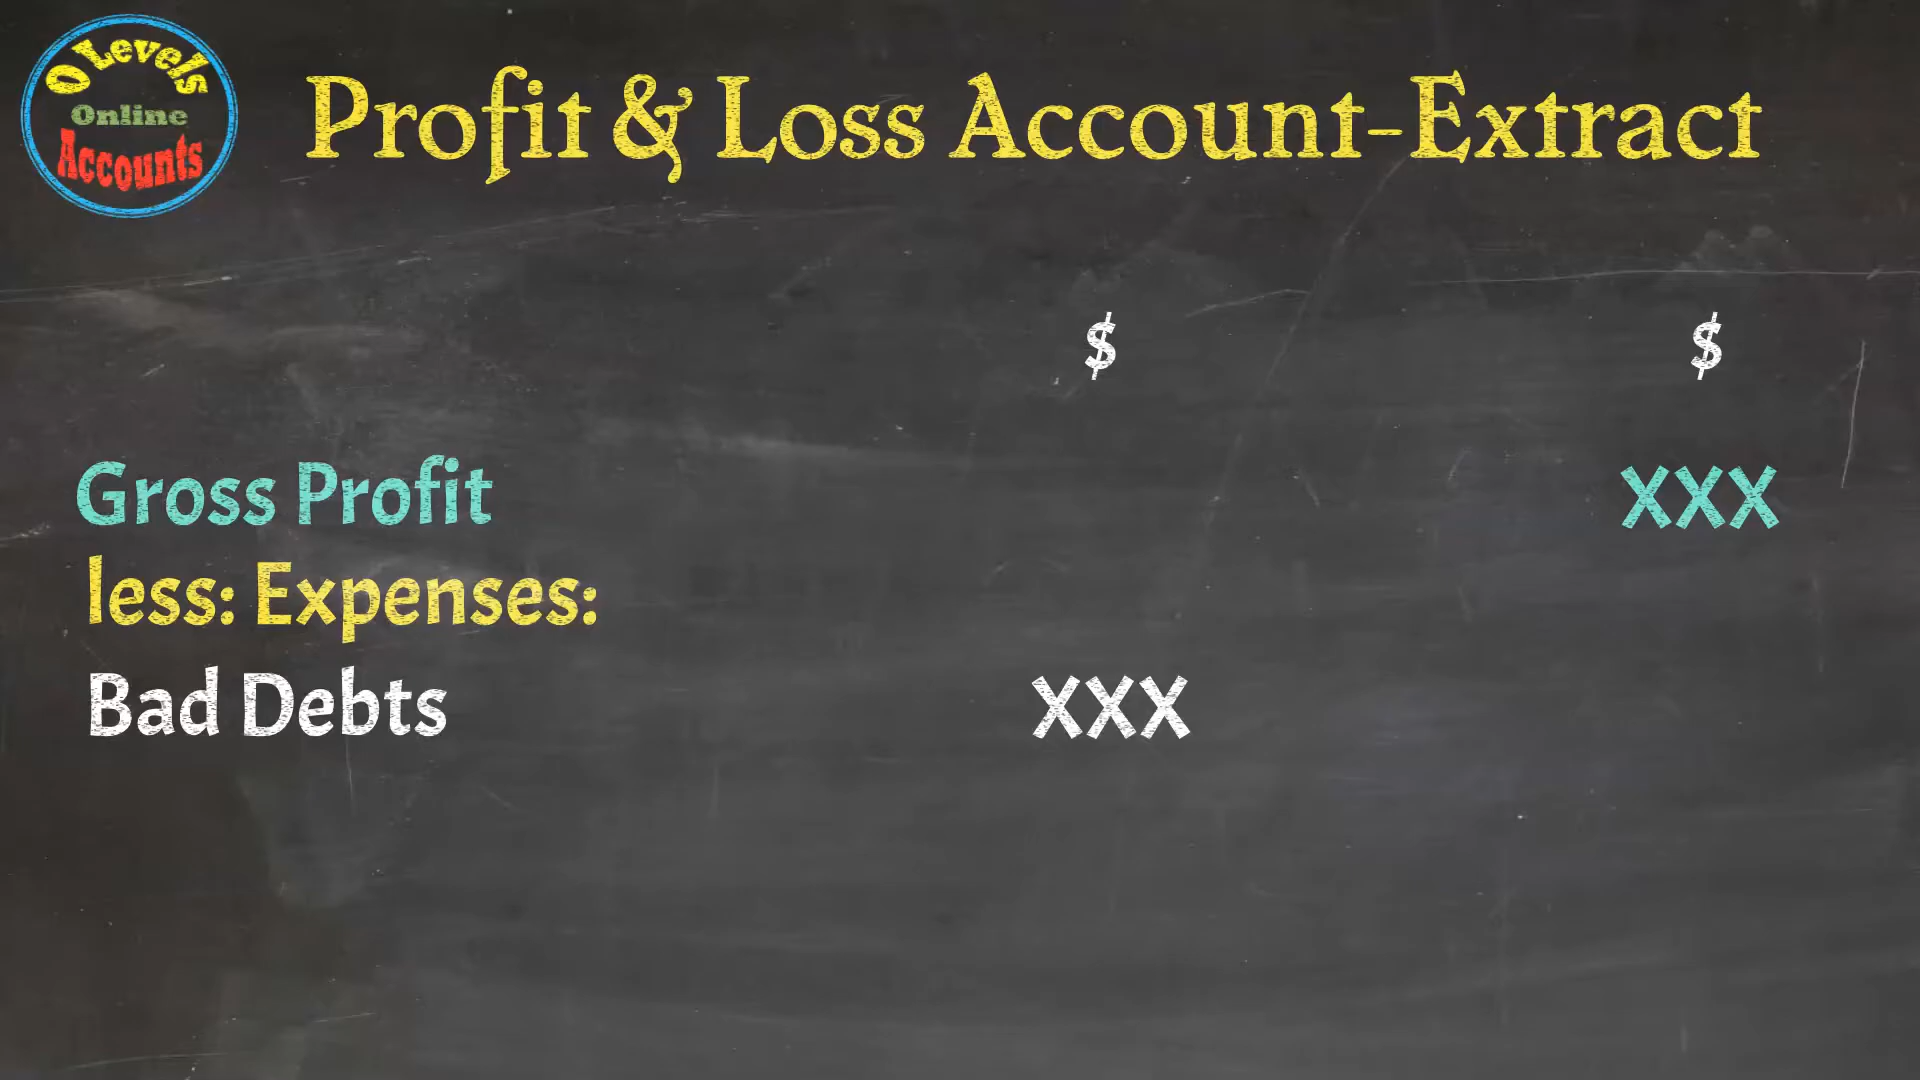 O Levels
Online
Accounts
Profit & Loss Account-Extract
$ $
Gross Profit XXX
less: Expenses:
Bad Debts XXX